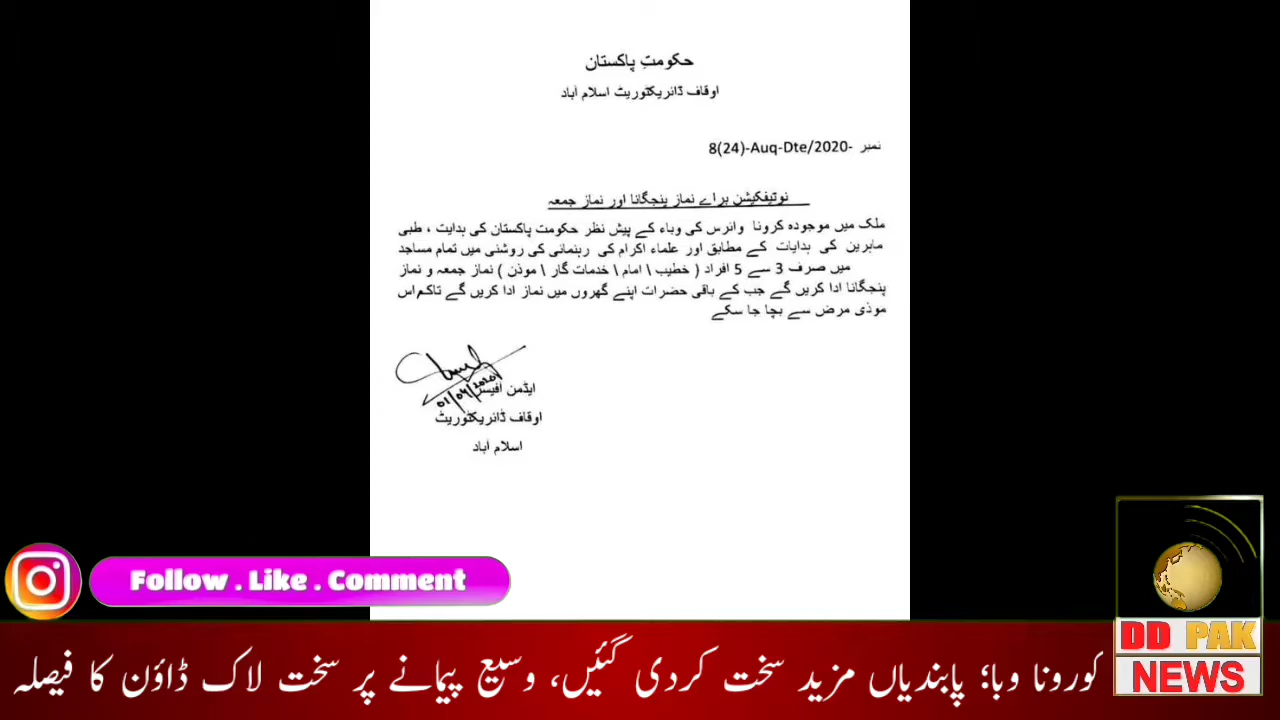 حکومتِ پاکستان
اوقاف ڈائریکٹوریٹ اسلام آباد
نمبر -8(24)-Auq-Dte/2020
نوٹیفکیشن براے نماز پنجگانا اور نماز جمعہ
ملک میں موجودہ کرونا وائرس کی وباء کے پیش نظر حکومت پاکستان کی ہدایت ، طبی
ماہرین کی ہدایات کے مطابق اور علماء اکرام کی رہنمائی کی روشنی میں تمام مساجد
میں صرف 3 سے 5 افراد ( خطیب \ امام \ خدمات گار \ موذن ) نماز جمعہ و نماز
پنجگانا ادا کریں گے جب کے باقی حضرات اپنے گھروں میں نماز ادا کریں گے تاکہ اس
موذی مرض سے بچا جا سکے
01/04/2020
ایڈمن آفیسر
اوقاف ڈائریکٹوریٹ
اسلام آباد
Follow . Like . Comment
DD PAK
NEWS
کورونا وبا؛ پابندیاں مزید سخت کردی گئیں، وسیع پیمانے پر سخت لاک ڈاؤن کا فیصلہ